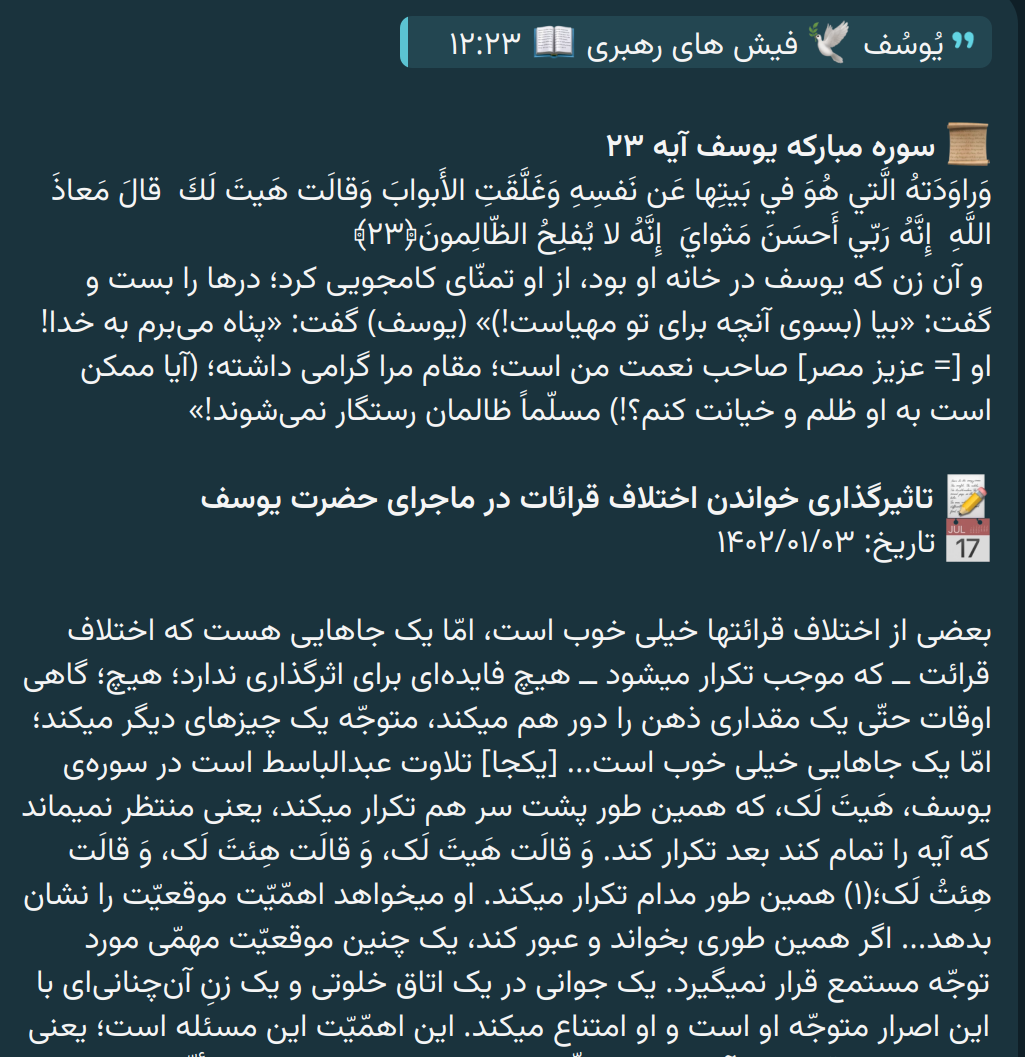 يُوسُف 🕊 فیش های رهبری 📖 ۱۲:۲۳
📜 سوره مبارکه یوسف آیه ۲۳
وَراوَدَتهُ الَّتي هُوَ في بَيتِها عَن نَفسِهِ وَغَلَّقَتِ الأَبوابَ وَقالَت هَيتَ لَكَ قالَ مَعاذَ
اللَّهِ إِنَّهُ رَبّي أَحسَنَ مَثوايَ إِنَّهُ لا يُفلِحُ الظّالِمونَ﴿۲۳﴾
و آن زن که یوسف در خانه او بود، از او تمنّای کامجویی کرد؛ درها را بست و
گفت: «بیا (بسوی آنچه برای تو مهیاست!)» (یوسف) گفت: «پناه می‌برم به خدا!
او [= عزیز مصر] صاحب نعمت من است؛ مقام مرا گرامی داشته؛ (آیا ممکن
است به او ظلم و خیانت کنم؟!) مسلّماً ظالمان رستگار نمی‌شوند!»
📝 تاثیرگذاری خواندن اختلاف قرائات در ماجرای حضرت یوسف
📅 تاریخ: ۱۴۰۲/۰۱/۰۳
بعضی از اختلاف قرائتها خیلی خوب است، امّا یک جاهایی هست که اختلاف
قرائت ــ که موجب تکرار میشود ــ هیچ فایده‌ای برای اثرگذاری ندارد؛ هیچ؛ گاهی
اوقات حتّی یک مقداری ذهن را دور هم میکند، متوجّه یک چیزهای دیگر میکند؛
امّا یک جاهایی خیلی خوب است... [یکجا] تلاوت عبدالباسط است در سوره‌ی
یوسف، هَیتَ لَک، که همین طور پشت سر هم تکرار میکند، یعنی منتظر نمیماند
که آیه را تمام کند بعد تکرار کند. وَ قالَت هَیتَ لَک، وَ قالَت هِئتَ لَک، وَ قالَت
هِئتُ لَک؛(۱) همین طور مدام تکرار میکند. او میخواهد اهمّیّت موقعیّت را نشان
بدهد... اگر همین طوری بخواند و عبور کند، یک چنین موقعیّت مهمّی مورد
توجّه مستمع قرار نمیگیرد. یک جوانی در یک اتاق خلوتی و یک زنِ آن‌چنانی‌ای با
این اصرار متوجّه او است و او امتناع میکند. این اهمّیّت این مسئله است؛ یعنی